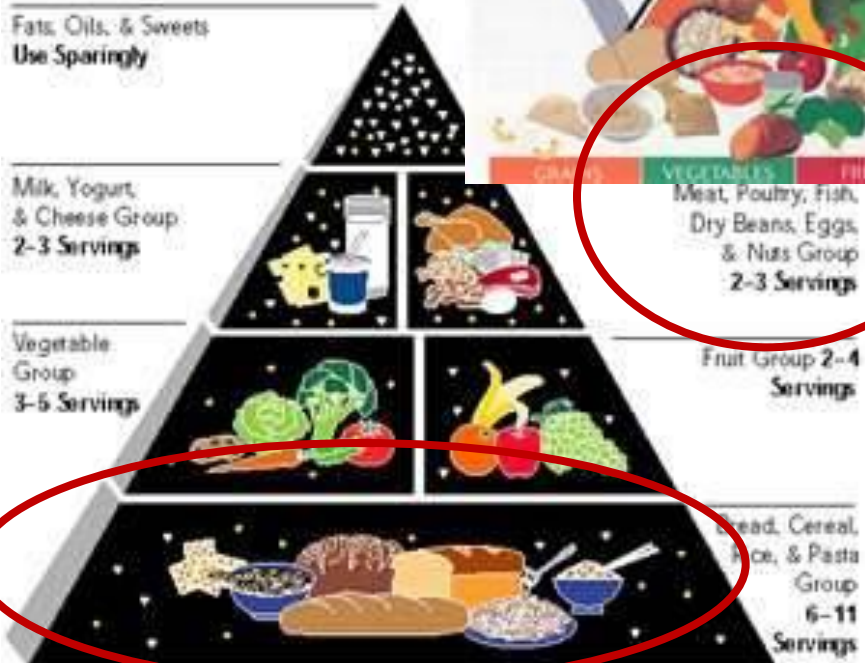 Fats, Oils, & Sweets
Use Sparingly
GRAINS
VEGETABLES
Milk, Yogurt,
& Cheese Group
2–3 Servings
Meat, Poultry, Fish,
Dry Beans, Eggs,
& Nuts Group
2–3 Servings
Vegetable
Group
3–5 Servings
Fruit Group 2–4
Servings
Bread, Cereal,
Rice, & Pasta
Group
6–11
Servings